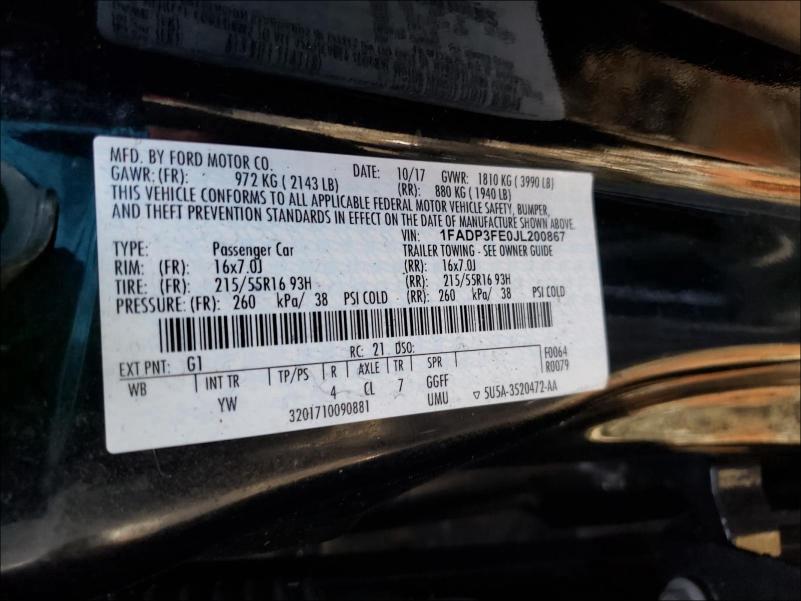 MFD. BY FORD MOTOR CO. DATE: 10/17 GVWR: 1810 KG ( 3990 LB)
GAWR: (FR): 972 KG ( 2143 LB) (RR): 880 KG ( 1940 LB)
THIS VEHICLE CONFORMS TO ALL APPLICABLE FEDERAL MOTOR VEHICLE SAFETY, BUMPER,
AND THEFT PREVENTION STANDARDS IN EFFECT ON THE DATE OF MANUFACTURE SHOWN ABOVE.
VIN: 1FADP3FE0JL200867
TYPE: Passenger Car TRAILER TOWING - SEE OWNER GUIDE
RIM: (FR): 16x7.0J (RR): 16x7.0J
TIRE: (FR): 215/55R16 93H (RR): 215/55R16 93H
PRESSURE: (FR): 260 kPa/ 38 PSI COLD (RR): 260 kPa/ 38 PSI COLD
RC: 21 DSO: F0064
EXT PNT: G1 R0079
WB INT TR TP/PS R AXLE TR SPR
YW 4 CL 7 GGFF
3201710090881 UMU ▽ 5U5A-3520472-AA